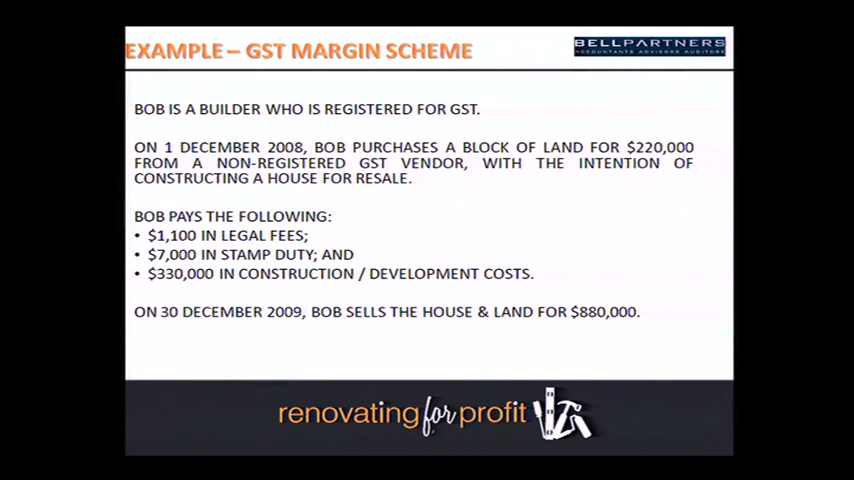 EXAMPLE – GST MARGIN SCHEME
BELLPARTNERS
ACCOUNTANTS ADVISORS AUDITORS
BOB IS A BUILDER WHO IS REGISTERED FOR GST.
ON 1 DECEMBER 2008, BOB PURCHASES A BLOCK OF LAND FOR $220,000
FROM A NON-REGISTERED GST VENDOR, WITH THE INTENTION OF
CONSTRUCTING A HOUSE FOR RESALE.
BOB PAYS THE FOLLOWING:
• $1,100 IN LEGAL FEES;
• $7,000 IN STAMP DUTY; AND
• $330,000 IN CONSTRUCTION / DEVELOPMENT COSTS.
ON 30 DECEMBER 2009, BOB SELLS THE HOUSE & LAND FOR $880,000.
renovating for profit